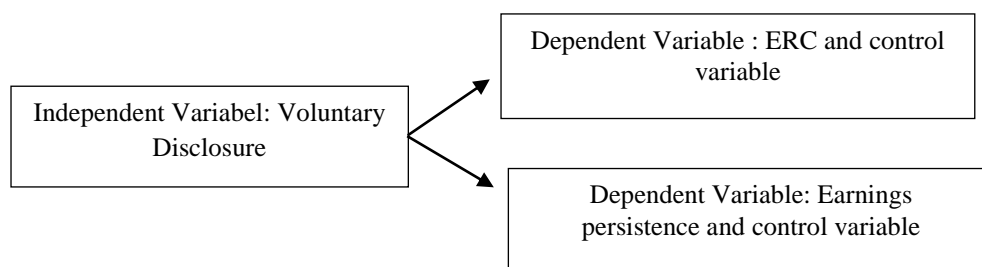 Dependent Variable : ERC and control
variable
Independent Variabel: Voluntary
Disclosure
Dependent Variable: Earnings
persistence and control variable